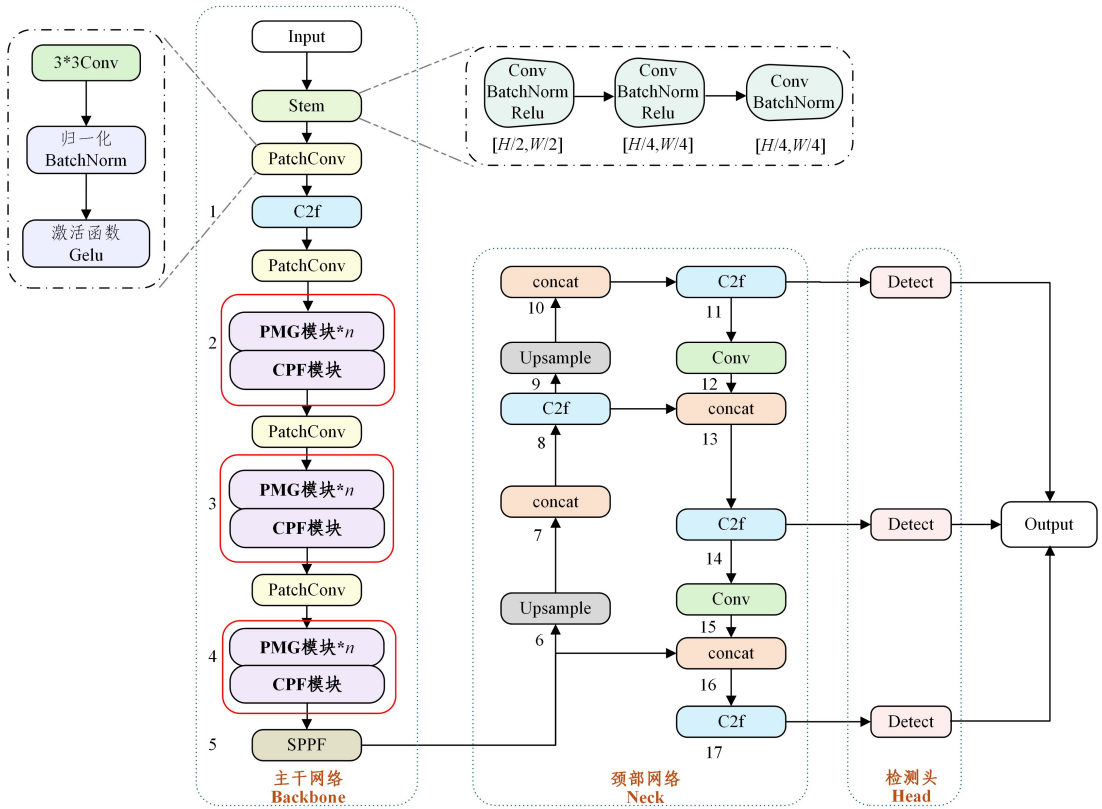 3*3Conv
归一化
BatchNorm
激活函数
Gelu
Input
Stem
PatchConv
1
C2f
PatchConv
2
PMG模块*n
CPF模块
PatchConv
3
PMG模块*n
CPF模块
PatchConv
4
PMG模块*n
CPF模块
5
SPPF
主干网络
Backbone
Conv
BatchNorm
Relu
[H/2,W/2]
Conv
BatchNorm
Relu
[H/4,W/4]
Conv
BatchNorm
[H/4,W/4]
concat
10
Upsample
9
C2f
8
concat
7
Upsample
6
C2f
11
Conv
12
concat
13
C2f
14
Conv
15
concat
16
C2f
17
颈部网络
Neck
Detect
Detect
Detect
检测头
Head
Output